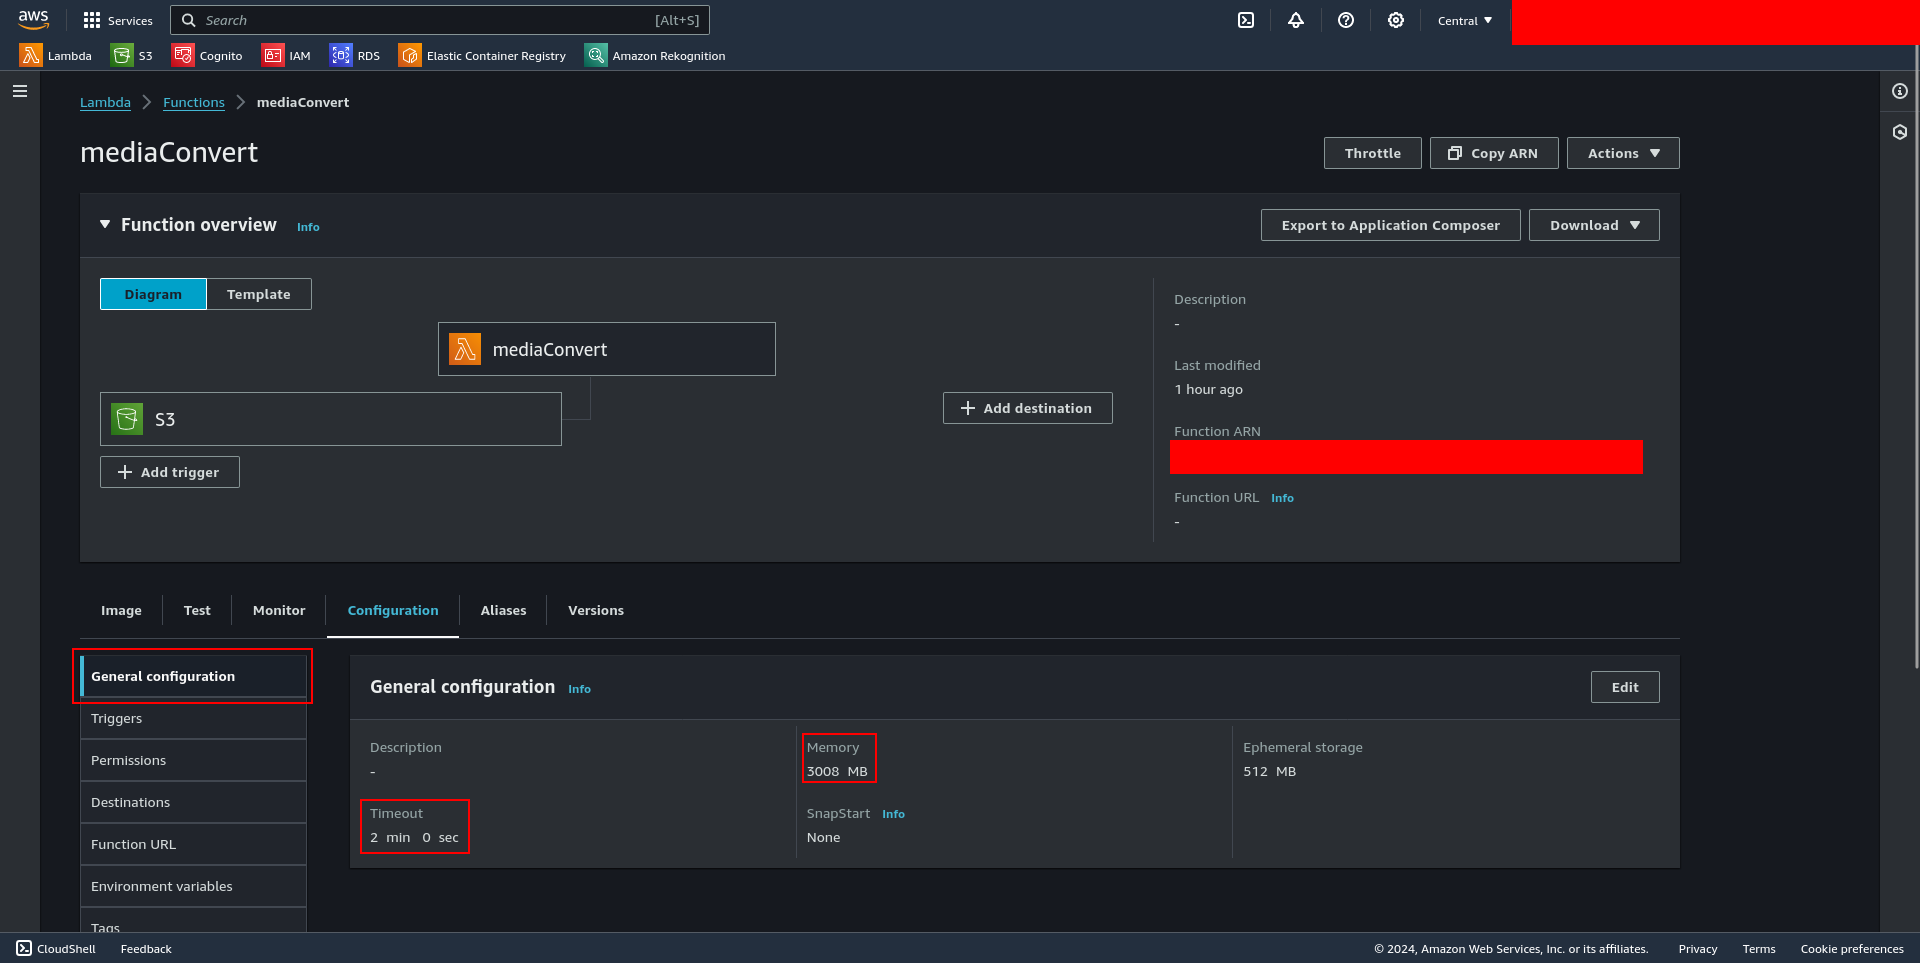 aws
Services
Search
[Alt+S]
Central
Lambda
S3
Cognito
IAM
RDS
Elastic Container Registry
Amazon Rekognition
Lambda
Functions
mediaConvert
mediaConvert
Throttle
Copy ARN
Actions
Function overview
Info
Export to Application Composer
Download
Diagram
Template
mediaConvert
S3
Add trigger
Add destination
Description
-
Last modified
1 hour ago
Function ARN
Function URL Info
-
Image
Test
Monitor
Configuration
Aliases
Versions
General configuration
Triggers
Permissions
Destinations
Function URL
Environment variables
Tags
General configuration Info
Edit
Description
-
Timeout
2 min 0 sec
Memory
3008 MB
SnapStart Info
None
Ephemeral storage
512 MB
CloudShell
Feedback
© 2024, Amazon Web Services, Inc. or its affiliates.
Privacy
Terms
Cookie preferences